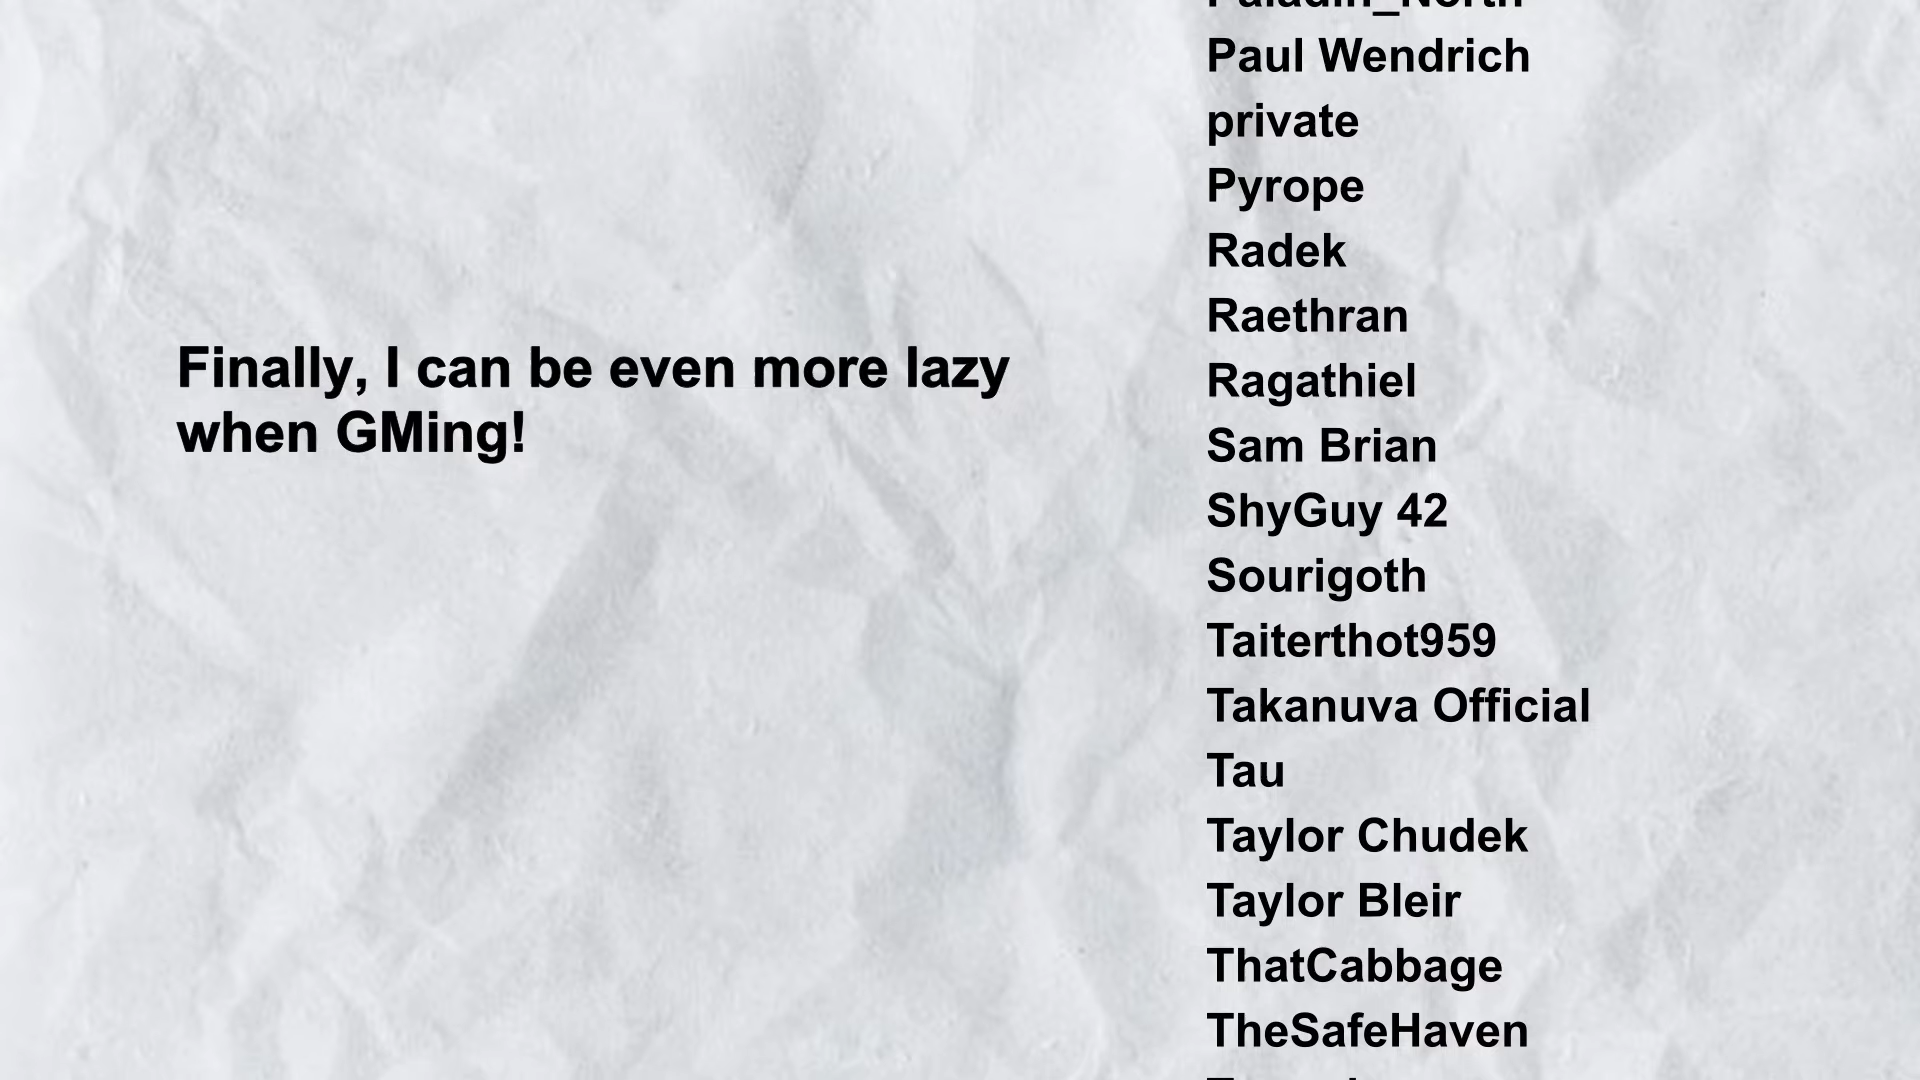 Finally, I can be even more lazy
when GMing!
Paladin_North
Paul Wendrich
private
Pyrope
Radek
Raethran
Ragathiel
Sam Brian
ShyGuy 42
Sourigoth
Taiterthot959
Takanuva Official
Tau
Taylor Chudek
Taylor Bleir
ThatCabbage
TheSafeHaven